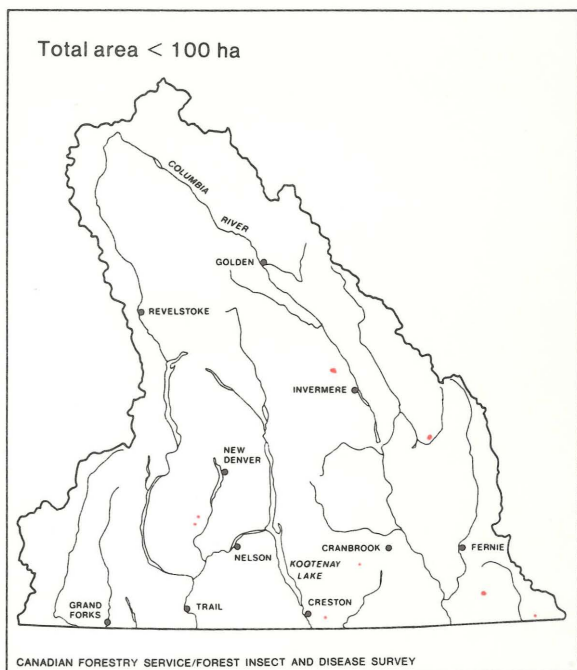 Total area < 100 ha
COLUMBIA
RIVER
GOLDEN
REVELSTOKE
INVERMERE
NEW
DENVER
NELSON
KOOTENAY
LAKE
CRANBROOK
FERNIE
GRAND
FORKS
TRAIL
CRESTON
CANADIAN FORESTRY SERVICE/FOREST INSECT AND DISEASE SURVEY